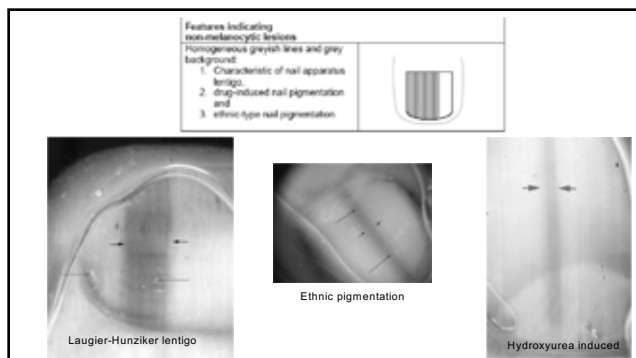 Features indicating
non-melanocytic lesions
Homogeneous greyish lines and grey
background:
1. Characteristic of nail apparatus
lentigo,
2. drug-induced nail pigmentation
and
3. ethnic-type nail pigmentation
Laugier-Hunziker lentigo
Ethnic pigmentation
Hydroxyurea induced